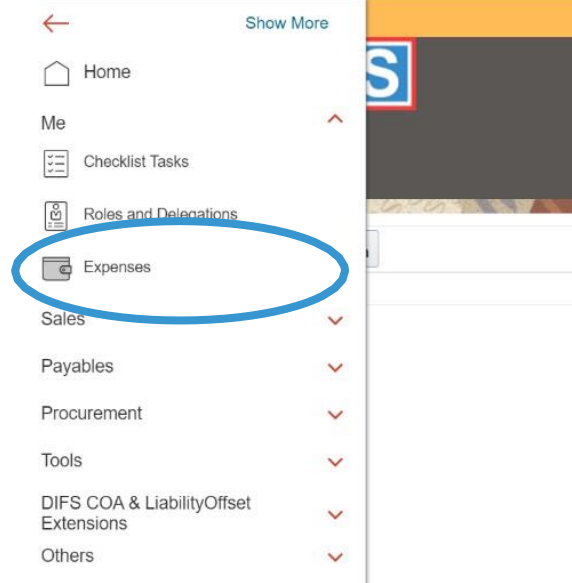 Show More
Home
Me
Checklist Tasks
Roles and Delegations
Expenses
Sales
Payables
Procurement
Tools
DIFS COA & LiabilityOffset
Extensions
Others
S